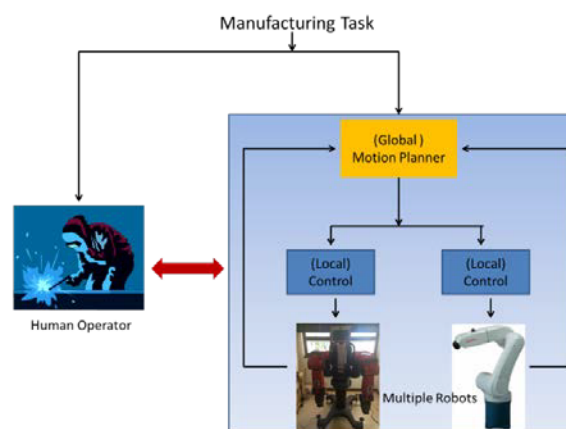 Manufacturing Task
(Global )
Motion Planner
(Local)
Control
(Local)
Control
Human Operator
Multiple Robots